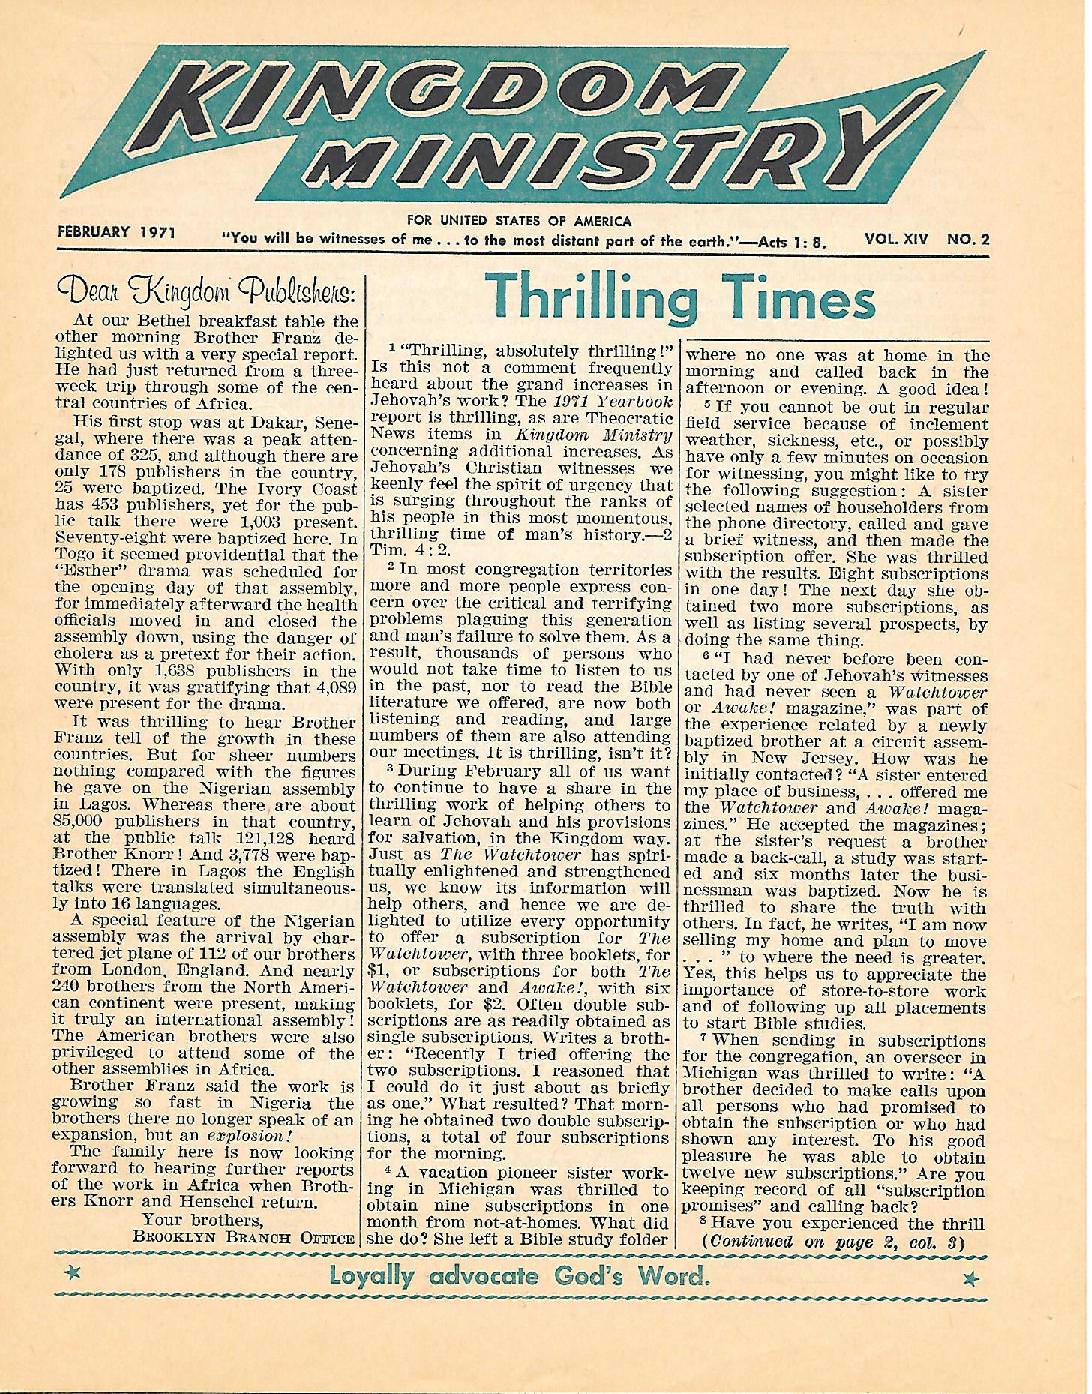 KINGDOM
MINISTRY
FOR UNITED STATES OF AMERICA
FEBRUARY 1971 "You will be witnesses of me . . . to the most distant part of the earth."—Acts 1: 8. VOL. XIV NO. 2
Dear Kingdom Publishers:
At our Bethel breakfast table the
other morning Brother Franz de-
lighted us with a very special report.
He had just returned from a three-
week trip through some of the cen-
tral countries of Africa.
His first stop was at Dakar, Sene-
gal, where there was a peak atten-
dance of 325, and although there are
only 178 publishers in the country,
25 were baptized. The Ivory Coast
has 453 publishers, yet for the pub-
lic talk there were 1,003 present.
Seventy-eight were baptized here. In
Togo it seemed providential that the
"Esther" drama was scheduled for
the opening day of that assembly,
for immediately afterward the health
officials moved in and closed the
assembly down, using the danger of
cholera as a pretext for their action.
With only 1,638 publishers in the
country, it was gratifying that 4,089
were present for the drama.
It was thrilling to hear Brother
Franz tell of the growth in these
countries. But for sheer numbers
nothing compared with the figures
he gave on the Nigerian assembly
in Lagos. Whereas there are about
85,000 publishers in that country,
at the public talk 121,128 heard
Brother Knorr! And 3,778 were bap-
tized! There in Lagos the English
talks were translated simultaneous-
ly into 16 languages.
A special feature of the Nigerian
assembly was the arrival by char-
tered jet plane of 112 of our brothers
from London, England. And nearly
240 brothers from the North Ameri-
can continent were present, making
it truly an international assembly!
The American brothers were also
privileged to attend some of the
other assemblies in Africa.
Brother Franz said the work is
growing so fast in Nigeria the
brothers there no longer speak of an
expansion, but an explosion!
The family here is now looking
forward to hearing further reports
of the work in Africa when Broth-
ers Knorr and Henschel return.
Your brothers,
BROOKLYN BRANCH OFFICE
Thrilling Times
1 "Thrilling, absolutely thrilling!"
Is this not a comment frequently
heard about the grand increases in
Jehovah's work? The 1971 Yearbook
report is thrilling, as are Theocratic
News items in Kingdom Ministry
concerning additional increases. As
Jehovah's Christian witnesses we
keenly feel the spirit of urgency that
is surging throughout the ranks of
his people in this most momentous,
thrilling time of man's history.—2
Tim. 4: 2.
2 In most congregation territories
more and more people express con-
cern over the critical and terrifying
problems plaguing this generation
and man's failure to solve them. As a
result, thousands of persons who
would not take time to listen to us
in the past, nor to read the Bible
literature we offered, are now both
listening and reading, and large
numbers of them are also attending
our meetings. It is thrilling, isn't it?
3 During February all of us want
to continue to have a share in the
thrilling work of helping others to
learn of Jehovah and his provisions
for salvation, in the Kingdom way.
Just as The Watchtower has spiri-
tually enlightened and strengthened
us, we know its information will
help others, and hence we are de-
lighted to utilize every opportunity
to offer a subscription for The
Watchtower, with three booklets, for
$1, or subscriptions for both The
Watchtower and Awake!, with six
booklets, for $2. Often double sub-
scriptions are as readily obtained as
single subscriptions. Writes a broth-
er: "Recently I tried offering the
two subscriptions. I reasoned that
I could do it just about as briefly
as one." What resulted? That morn-
ing he obtained two double subscrip-
tions, a total of four subscriptions
for the morning.
4 A vacation pioneer sister work-
ing in Michigan was thrilled to
obtain nine subscriptions in one
month from not-at-homes. What did
she do? She left a Bible study folder
where no one was at home in the
morning and called back in the
afternoon or evening. A good idea!
5 If you cannot be out in regular
field service because of inclement
weather, sickness, etc., or possibly
have only a few minutes on occasion
for witnessing, you might like to try
the following suggestion: A sister
selected names of householders from
the phone directory, called and gave
a brief witness, and then made the
subscription offer. She was thrilled
with the results. Eight subscriptions
in one day! The next day she ob-
tained two more subscriptions, as
well as listing several prospects, by
doing the same thing.
6 "I had never before been con-
tacted by one of Jehovah's witnesses
and had never seen a Watchtower
or Awake! magazine," was part of
the experience related by a newly
baptized brother at a circuit assem-
bly in New Jersey. How was he
initially contacted? "A sister entered
my place of business, . . . offered me
the Watchtower and Awake! maga-
zines." He accepted the magazines;
at the sister's request a brother
made a back-call, a study was start-
ed and six months later the busi-
nessman was baptized. Now he is
thrilled to share the truth with
others. In fact, he writes, "I am now
selling my home and plan to move
. . . " to where the need is greater.
Yes, this helps us to appreciate the
importance of store-to-store work
and of following up all placements
to start Bible studies.
7 When sending in subscriptions
for the congregation, an overseer in
Michigan was thrilled to write: "A
brother decided to make calls upon
all persons who had promised to
obtain the subscription or who had
shown any interest. To his good
pleasure he was able to obtain
twelve new subscriptions." Are you
keeping record of all "subscription
promises" and calling back?
8 Have you experienced the thrill
(Continued on page 2, col. 3)
Loyally advocate God's Word.